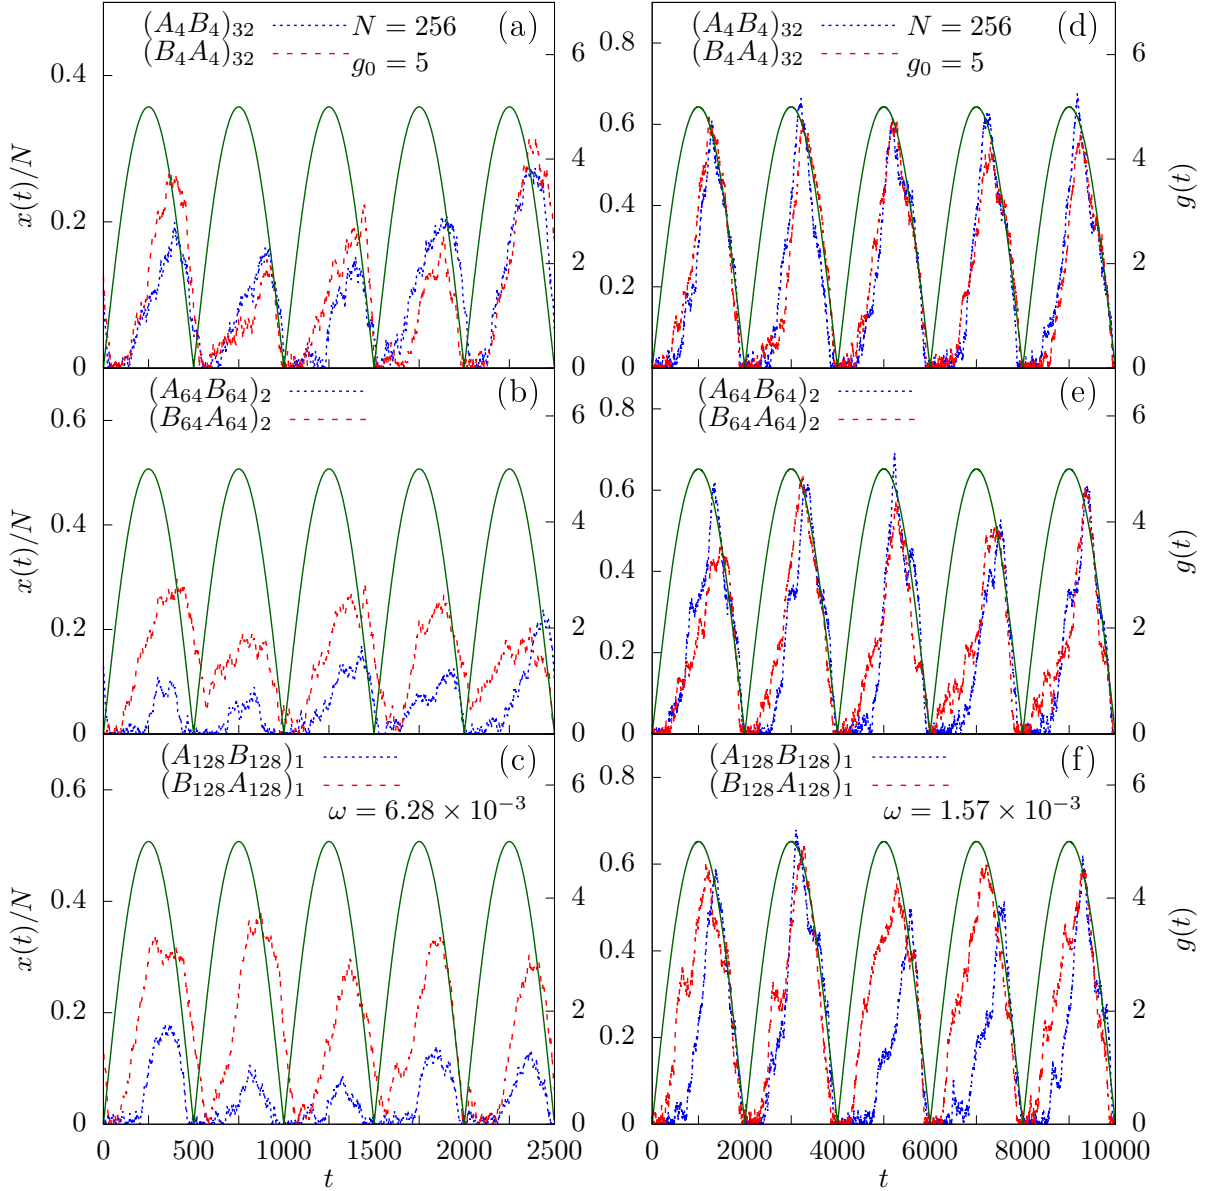 (A₄B₄)₃₂ N = 256 (a)
(B₄A₄)₃₂ g₀ = 5
0.4
0.2
0
6
4
2
0
x(t)/N
(A₄B₄)₃₂ N = 256 (d)
(B₄A₄)₃₂ g₀ = 5
0.8
0.6
0.4
0.2
0
6
4
2
0
g(t)
(A₆₄B₆₄)₂ (b)
(B₆₄A₆₄)₂
0.6
0.4
0.2
0
6
4
2
0
x(t)/N
(A₆₄B₆₄)₂ (e)
(B₆₄A₆₄)₂
0.8
0.6
0.4
0.2
0
6
4
2
0
g(t)
(A₁₂₈B₁₂₈)₁ (c)
(B₁₂₈A₁₂₈)₁
ω = 6.28 × 10⁻³
0.6
0.4
0.2
0
6
4
2
0
x(t)/N
0 500 1000 1500 2000 2500
t
(A₁₂₈B₁₂₈)₁ (f)
(B₁₂₈A₁₂₈)₁
ω = 1.57 × 10⁻³
0.8
0.6
0.4
0.2
0
6
4
2
0
g(t)
0 2000 4000 6000 8000 10000
t